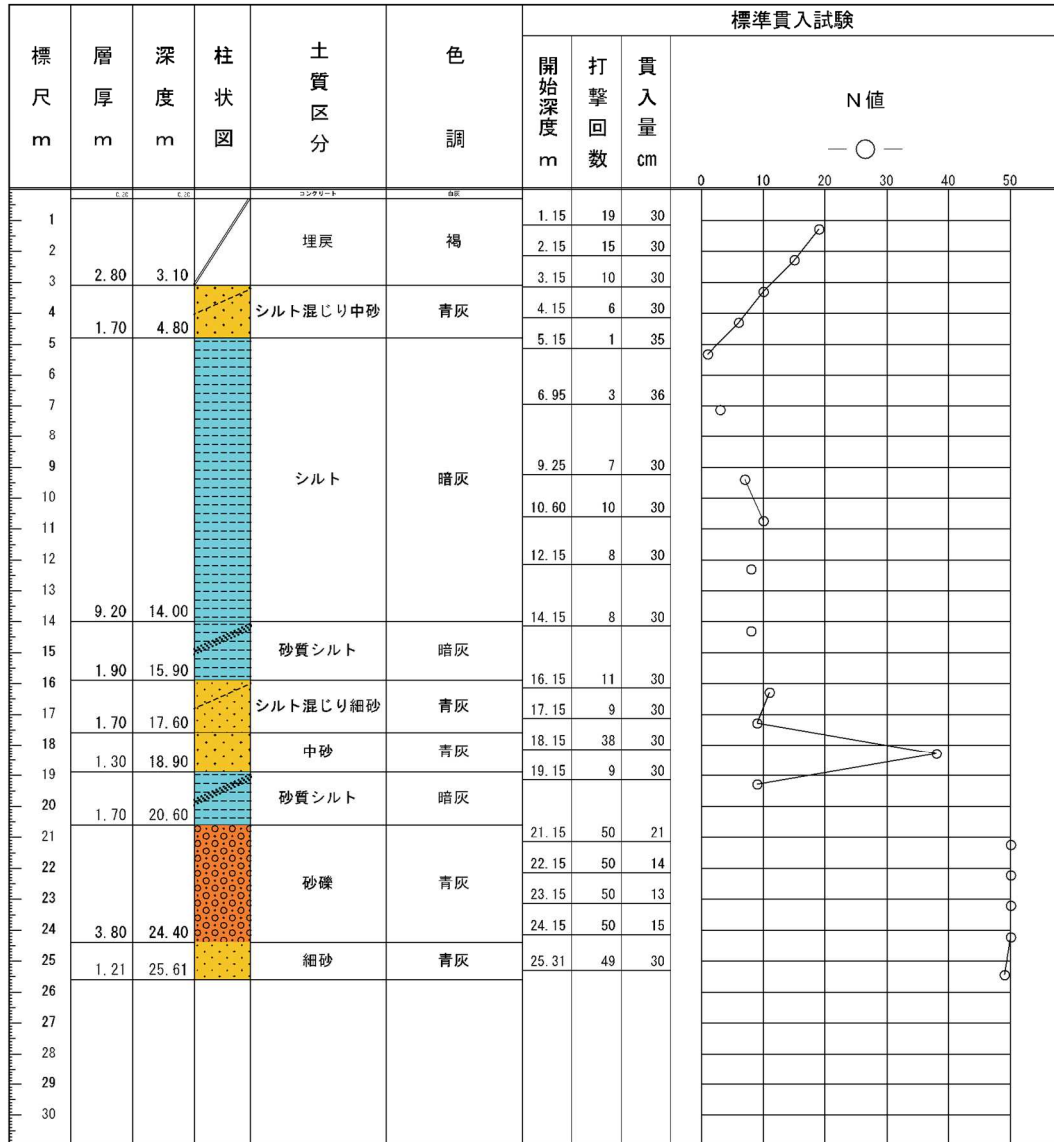 標尺 m
層厚 m
深度 m
柱状図
土質区分
色調
標準貫入試験
開始深度 m
打撃回数
貫入量 cm
N値
0 10 20 30 40 50
コンクリート 白灰
1
2
3
4
5
6
7
8
9
10
11
12
13
14
15
16
17
18
19
20
21
22
23
24
25
26
27
28
29
30
2.80 3.10 埋戻 褐
1.70 4.80 シルト混じり中砂 青灰
9.20 14.00 シルト 暗灰
1.90 15.90 砂質シルト 暗灰
1.70 17.60 シルト混じり細砂 青灰
1.30 18.90 中砂 青灰
1.70 20.60 砂質シルト 暗灰
3.80 24.40 砂礫 青灰
1.21 25.61 細砂 青灰
1.15 19 30
2.15 15 30
3.15 10 30
4.15 6 30
5.15 1 35
6.95 3 36
9.25 7 30
10.60 10 30
12.15 8 30
14.15 8 30
16.15 11 30
17.15 9 30
18.15 38 30
19.15 9 30
21.15 50 21
22.15 50 14
23.15 50 13
24.15 50 15
25.31 49 30